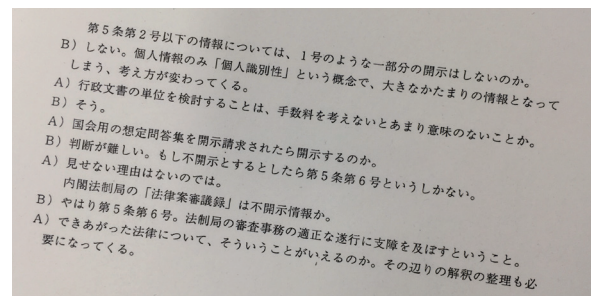 第5条第2号以下の情報については、1号のような一部分の開示はしないのか。
B）しない。個人情報のみ「個人識別性」という概念で、大きなかたまりの情報となって
しまう、考え方が変わってくる。
A）行政文書の単位を検討することは、手数料を考えないとあまり意味のないことか。
B）そう。
A）国会用の想定問答集を開示請求されたら開示するのか。
B）判断が難しい。もし不開示とするとしたら第5条第6号というしかない。
A）見せない理由はないのでは。
内閣法制局の「法律案審議録」は不開示情報か。
B）やはり第5条第6号。法制局の審査事務の適正な遂行に支障を及ぼすということ。
A）できあがった法律について、そういうことがいえるのか。その辺りの解釈の整理も必
要になってくる。